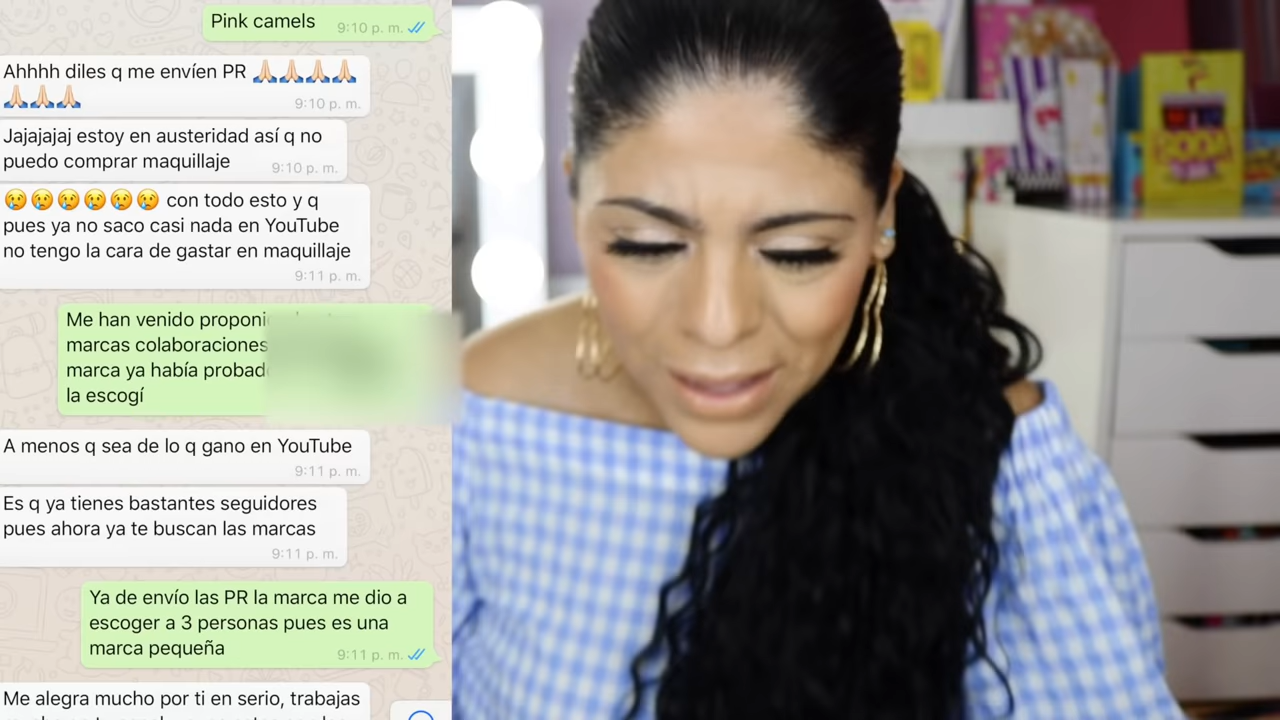 Pink camels
9:10 p. m.
Ahhhh diles q me envíen PR 🙏🏻🙏🏻🙏🏻🙏🏻
🙏🏻🙏🏻🙏🏻
9:10 p. m.
Jajajajaj estoy en austeridad así q no
puedo comprar maquillaje
9:10 p. m.
😢😢😢😢😢😢 con todo esto y q
pues ya no saco casi nada en YouTube
no tengo la cara de gastar en maquillaje
9:11 p. m.
Me han venido
marcas colaboraciones
marca ya había
la escogí
A menos q sea de lo q gano en YouTube
9:11 p. m.
Es q ya tienes bastantes seguidores
pues ahora ya te buscan las marcas
9:11 p. m.
Ya de envío las PR la marca me dio a
escoger a 3 personas pues es una
marca pequeña
9:11 p. m.
Me alegra mucho por ti en serio, trabajas
SODA